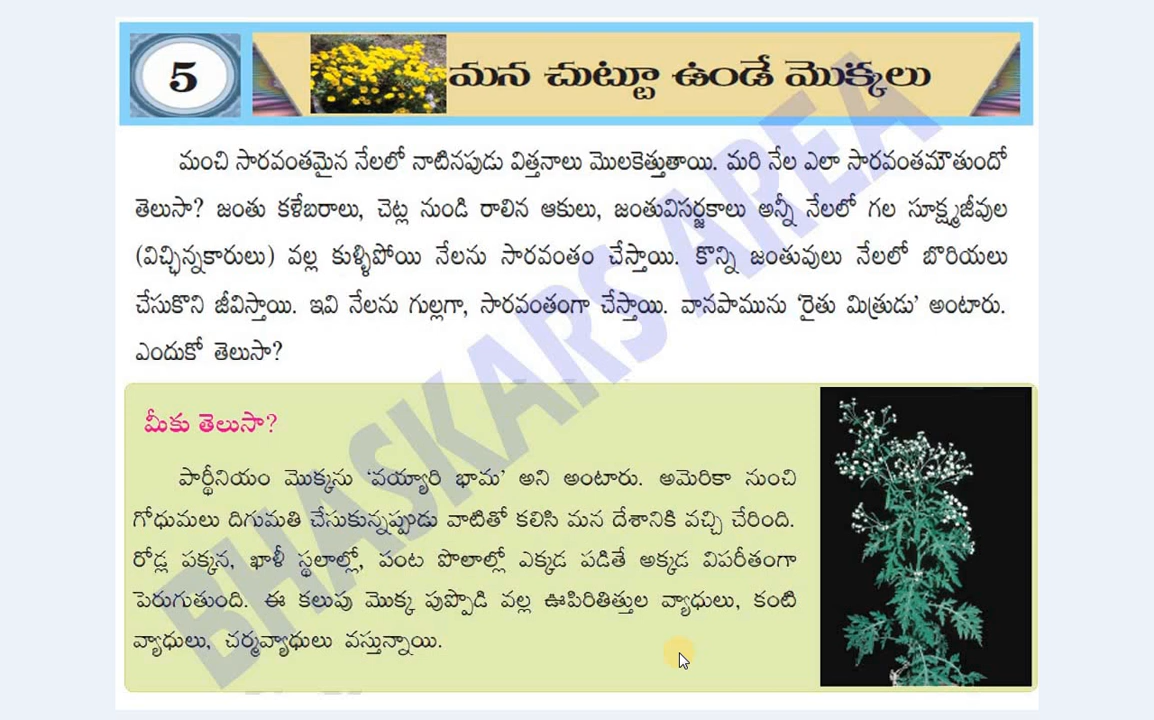 5
మన చుట్టూ ఉండే మొక్కలు
మంచి సారవంతమైన నేలలో నాటినపుడు విత్తనాలు మొలకెత్తుతాయి. మరి నేల ఎలా సారవంతమౌతుందో
తెలుసా? జంతు కళేబరాలు, చెట్ల నుండి రాలిన ఆకులు, జంతువిసర్జకాలు అన్నీ నేలలో గల సూక్ష్మజీవుల
(విచ్ఛిన్నకారులు) వల్ల కుళ్ళిపోయి నేలను సారవంతం చేస్తాయి. కొన్ని జంతువులు నేలలో బొరియలు
చేసుకొని జీవిస్తాయి. ఇవి నేలను గుల్లగా, సారవంతంగా చేస్తాయి. వానపామును ‘రైతు మిత్రుడు’ అంటారు.
ఎందుకో తెలుసా?
మీకు తెలుసా?
పార్థీనియం మొక్కను ‘వయ్యారి భామ’ అని అంటారు. అమెరికా నుంచి
గోధుమలు దిగుమతి చేసుకున్నప్పుడు వాటితో కలిసి మన దేశానికి వచ్చి చేరింది.
రోడ్ల పక్కన, ఖాళీ స్థలాల్లో, పంట పొలాల్లో ఎక్కడ పడితే అక్కడ విపరీతంగా
పెరుగుతుంది. ఈ కలుపు మొక్క పుప్పొడి వల్ల ఊపిరితిత్తుల వ్యాధులు, కంటి
వ్యాధులు, చర్మవ్యాధులు వస్తున్నాయి.
BHASKARS AREA